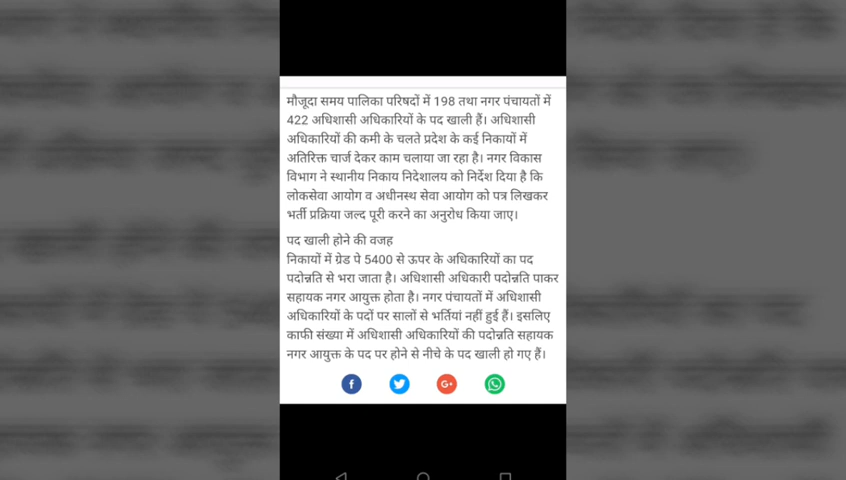 मौजूदा समय पालिका परिषदों में 198 तथा नगर पंचायतों में
422 अधिशासी अधिकारियों के पद खाली हैं। अधिशासी
अधिकारियों की कमी के चलते प्रदेश के कई निकायों में
अतिरिक्त चार्ज देकर काम चलाया जा रहा है। नगर विकास
विभाग ने स्थानीय निकाय निदेशालय को निर्देश दिया है कि
लोकसेवा आयोग व अधीनस्थ सेवा आयोग को पत्र लिखकर
भर्ती प्रक्रिया जल्द पूरी करने का अनुरोध किया जाए।
पद खाली होने की वजह
निकायों में ग्रेड पे 5400 से ऊपर के अधिकारियों का पद
पदोन्नति से भरा जाता है। अधिशासी अधिकारी पदोन्नति पाकर
सहायक नगर आयुक्त होता है। नगर पंचायतों में अधिशासी
अधिकारियों के पदों पर सालों से भर्तियां नहीं हुई हैं। इसलिए
काफी संख्या में अधिशासी अधिकारियों की पदोन्नति सहायक
नगर आयुक्त के पद पर होने से नीचे के पद खाली हो गए हैं।